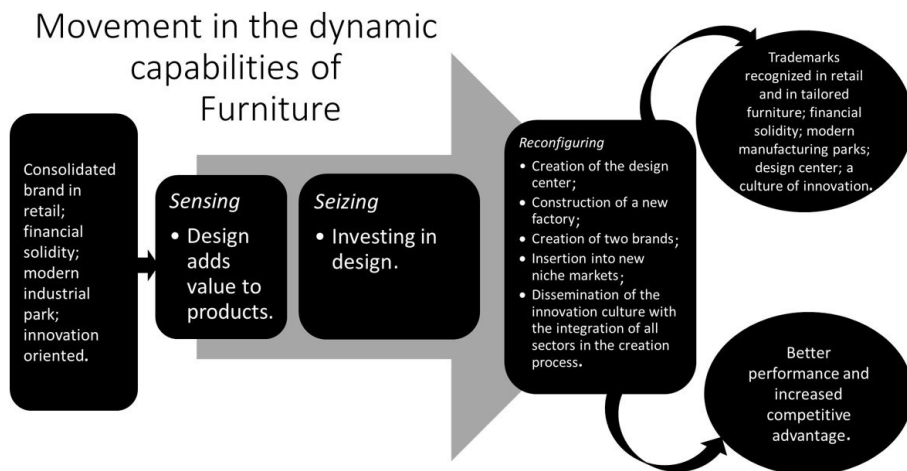 Movement in the dynamic
capabilities of
Furniture
Consolidated
brand in
retail;
financial
solidity;
modern
industrial
park;
innovation
oriented.
Sensing
• Design
adds
value to
products.
Seizing
• Investing in
design.
Reconfiguring
• Creation of the design
center;
• Construction of a new
factory;
• Creation of two brands;
• Insertion into new
niche markets;
• Dissemination of the
innovation culture with
the integration of all
sectors in the creation
process.
Trademarks
recognized in retail
and in tailored
furniture; financial
solidity; modern
manufacturing parks;
design center; a
culture of innovation.
Better
performance and
increased
competitive
advantage.